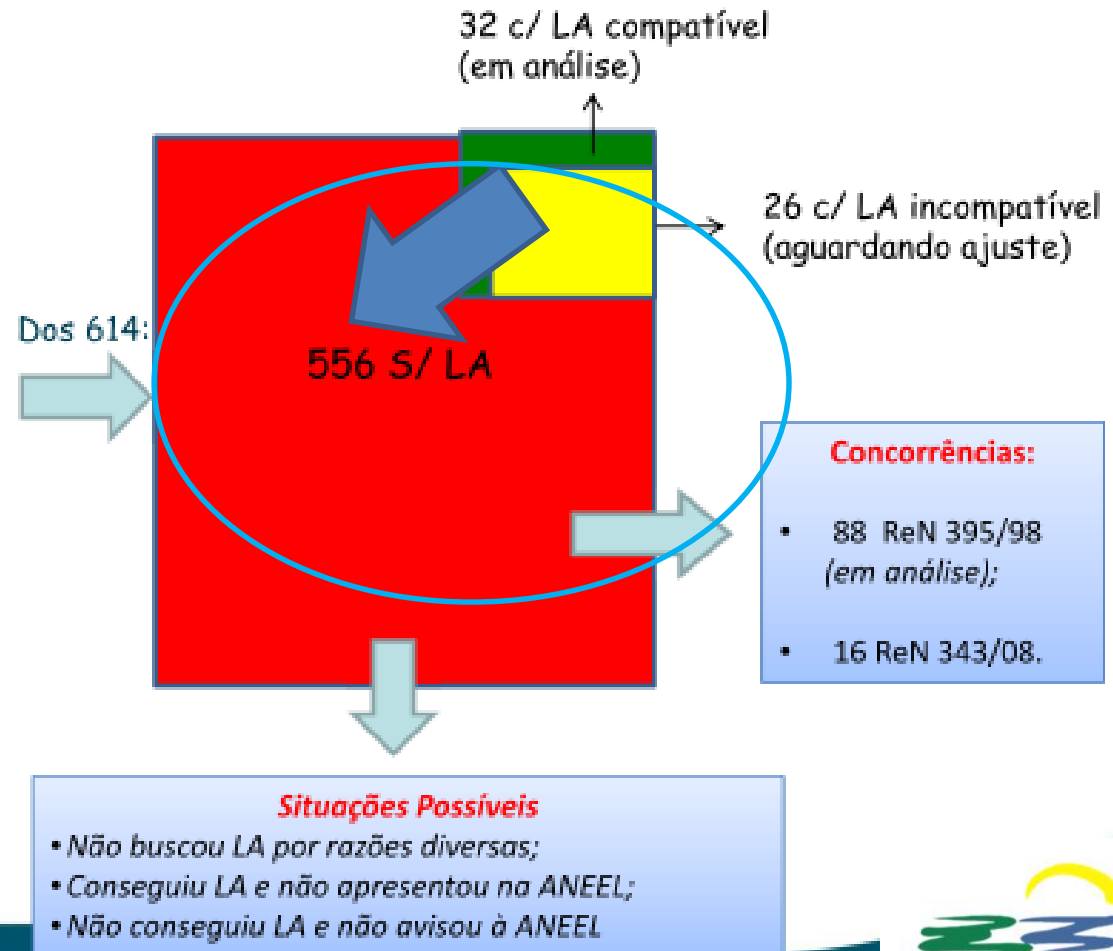 32 c/ LA compatível
(em análise)
26 c/ LA incompatível
(aguardando ajuste)
Dos 614:
556 S/ LA
Concorrências:
• 88 ReN 395/98
(em análise);
• 16 ReN 343/08.
Situações Possíveis
• Não buscou LA por razões diversas;
• Conseguiu LA e não apresentou na ANEEL;
• Não conseguiu LA e não avisou à ANEEL